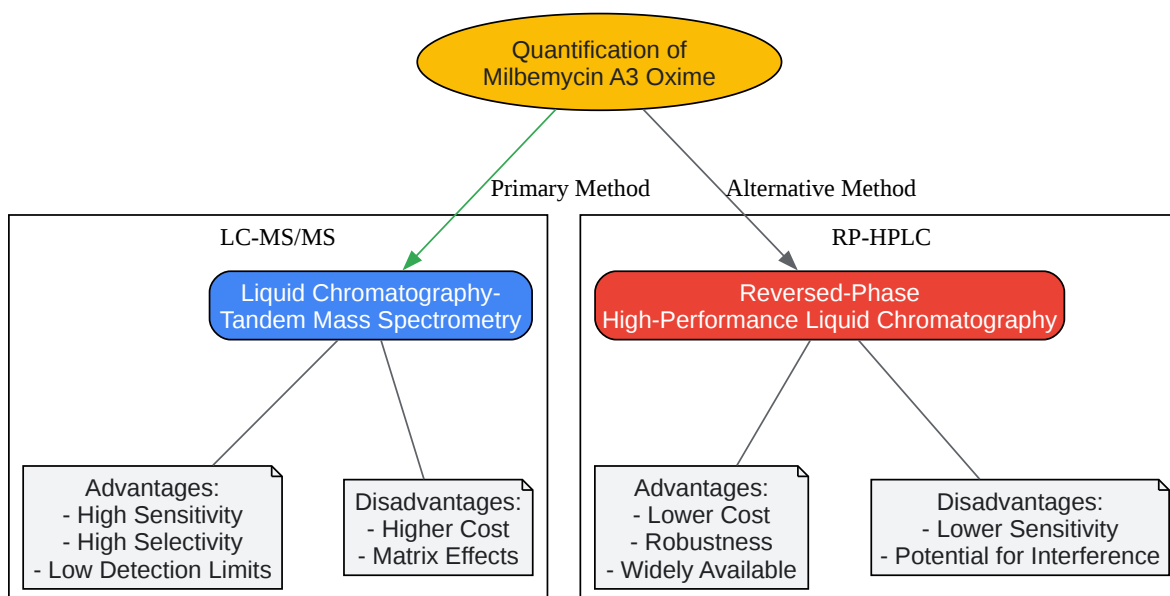 Quantification of
Milbemycin A3 Oxime
Primary Method
Alternative Method
LC-MS/MS
Liquid Chromatography-
Tandem Mass Spectrometry
Advantages:
- High Sensitivity
- High Selectivity
- Low Detection Limits
Disadvantages:
- Higher Cost
- Matrix Effects
RP-HPLC
Reversed-Phase
High-Performance Liquid Chromatography
Advantages:
- Lower Cost
- Robustness
- Widely Available
Disadvantages:
- Lower Sensitivity
- Potential for Interference